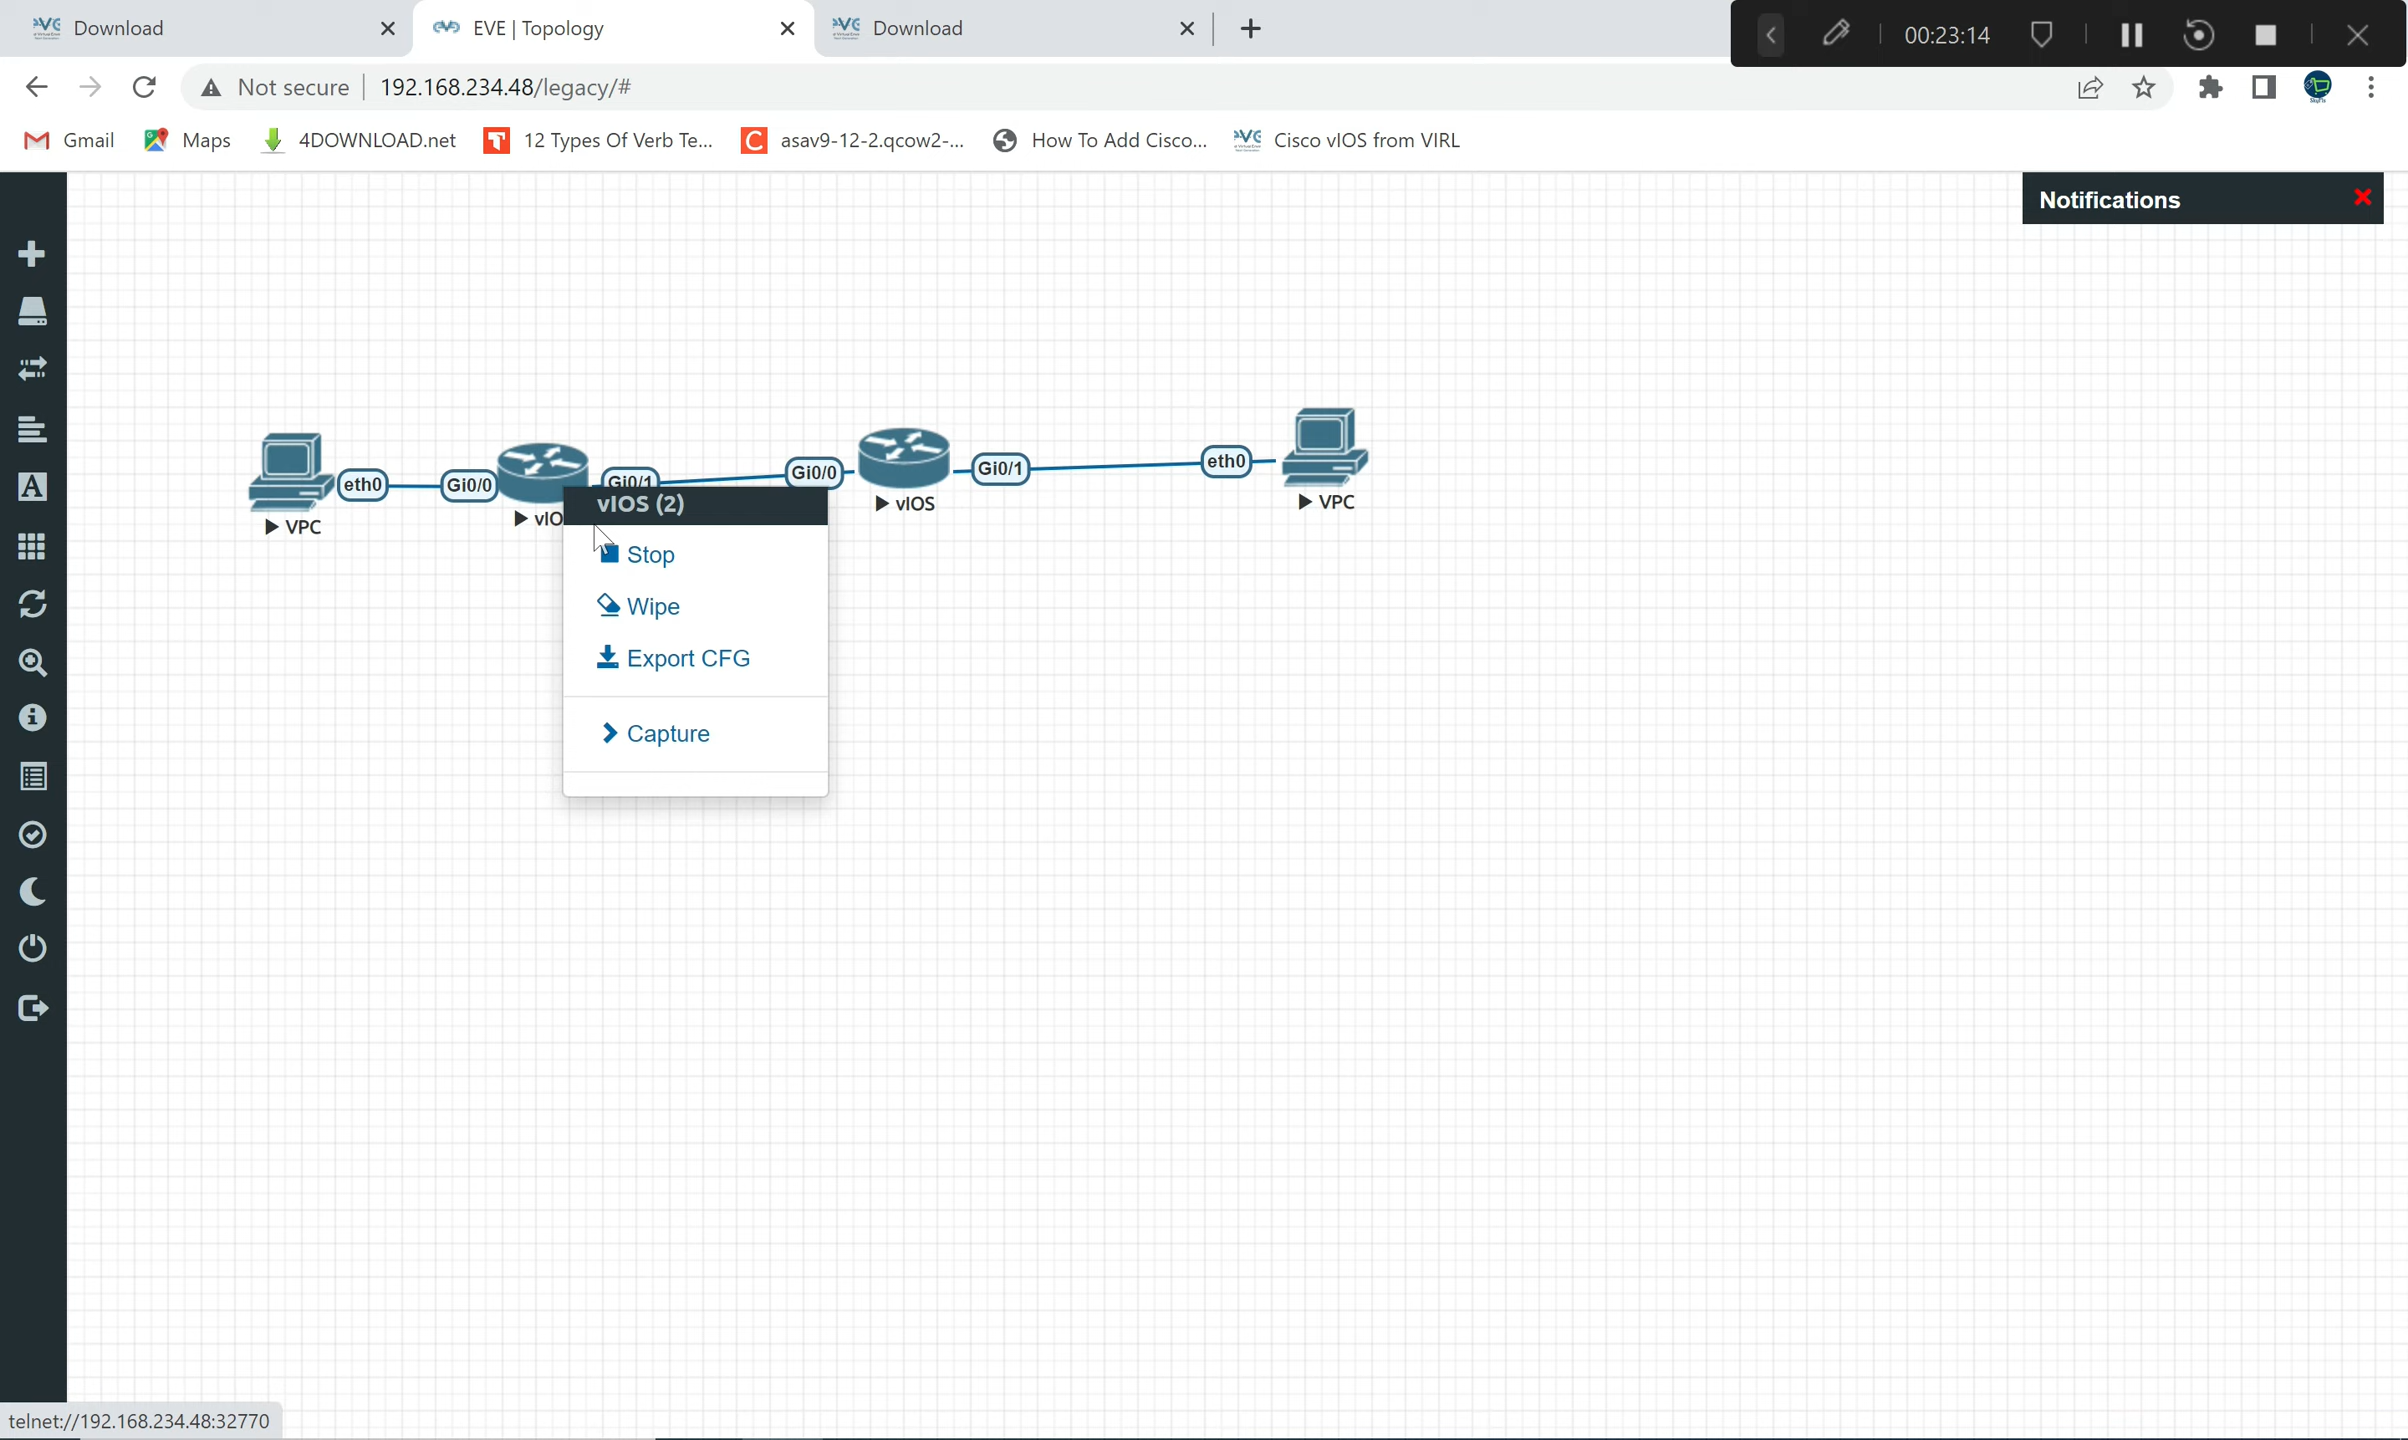 Download
EVE | Topology
Download
00:23:14
Not secure
192.168.234.48/legacy/#
Gmail
Maps
4DOWNLOAD.net
12 Types Of Verb Te...
asav9-12-2.qcow2-...
How To Add Cisco...
Cisco vIOS from VIRL
Notifications
eth0
Gi0/0
Gi0/1
Gi0/0
Gi0/1
eth0
VPC
vIO
vIOS
VPC
vIOS (2)
Stop
Wipe
Export CFG
Capture
telnet://192.168.234.48:32770